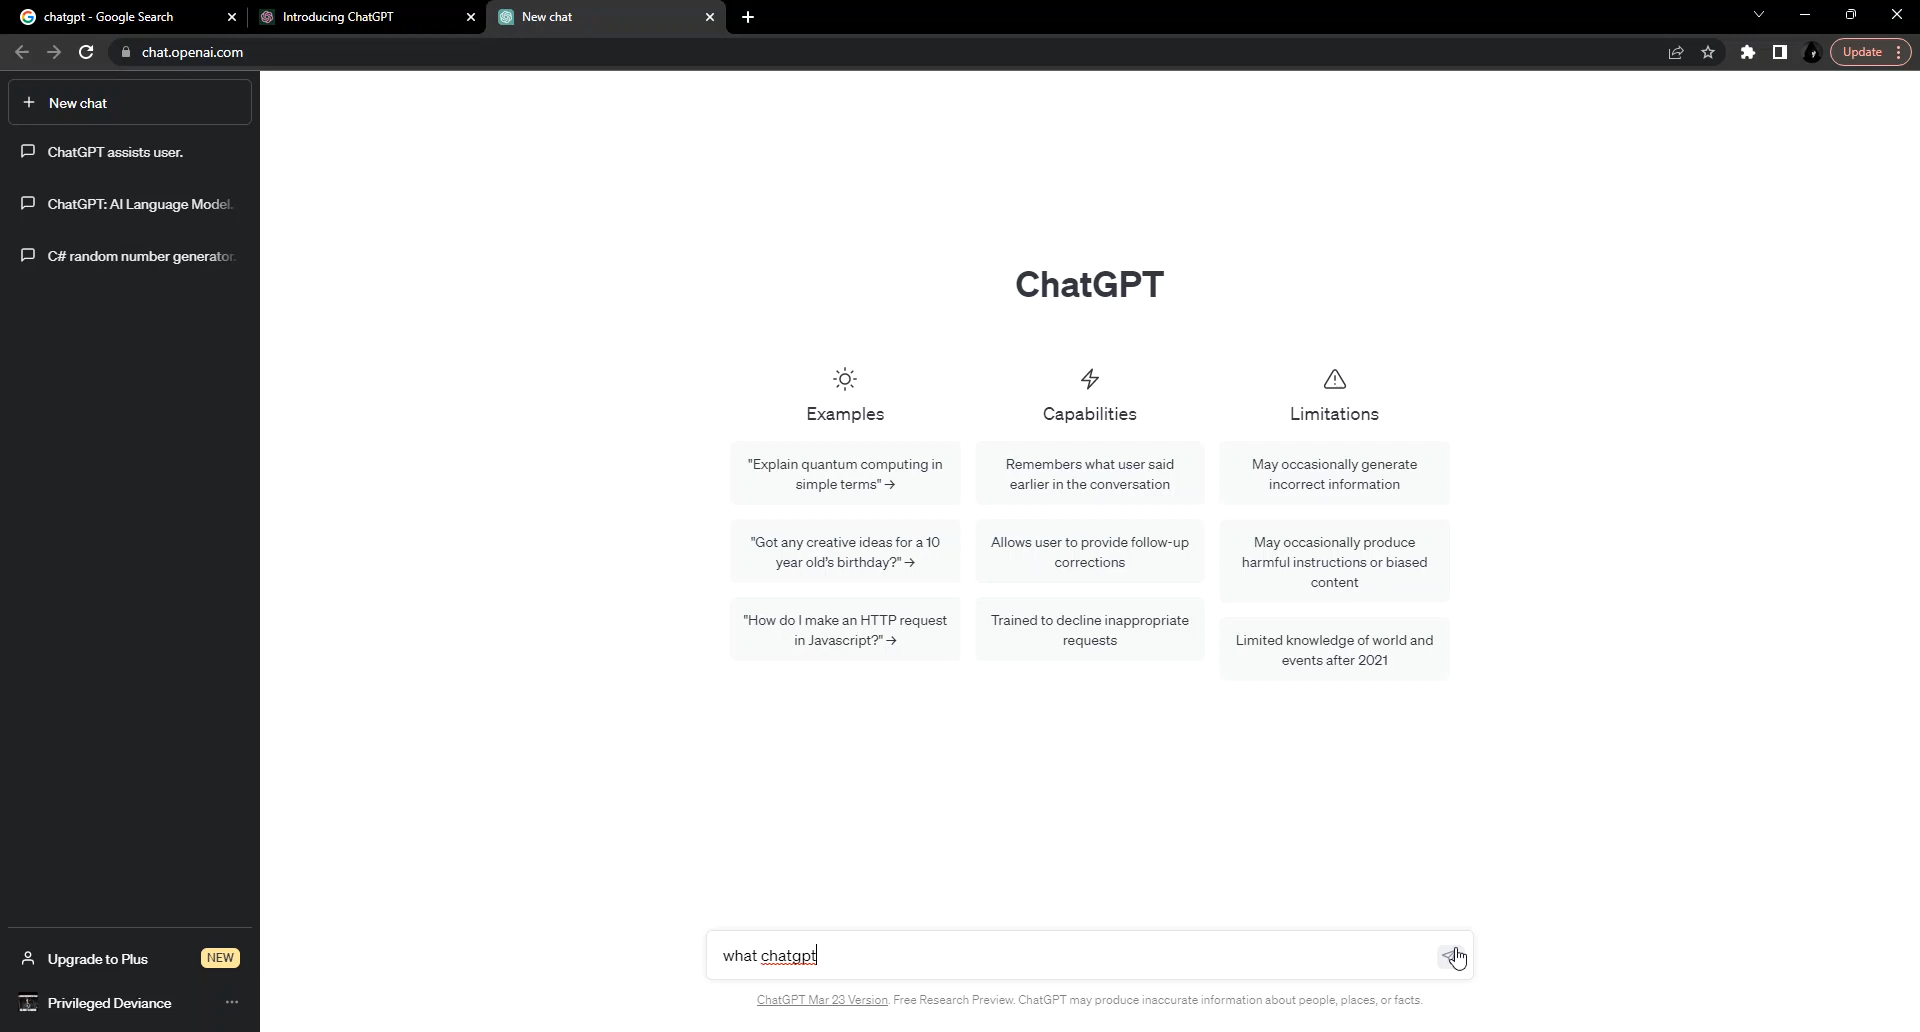 chatgpt - Google Search
Introducing ChatGPT
New chat
chat.openai.com
Update
New chat
ChatGPT assists user.
ChatGPT: AI Language Model.
C# random number generator.
ChatGPT
Examples
"Explain quantum computing in
simple terms" →
"Got any creative ideas for a 10
year old's birthday?" →
"How do I make an HTTP request
in Javascript?" →
Capabilities
Remembers what user said
earlier in the conversation
Allows user to provide follow-up
corrections
Trained to decline inappropriate
requests
Limitations
May occasionally generate
incorrect information
May occasionally produce
harmful instructions or biased
content
Limited knowledge of world and
events after 2021
what chatgpt
ChatGPT Mar 23 Version. Free Research Preview. ChatGPT may produce inaccurate information about people, places, or facts.
Upgrade to Plus
NEW
Privileged Deviance